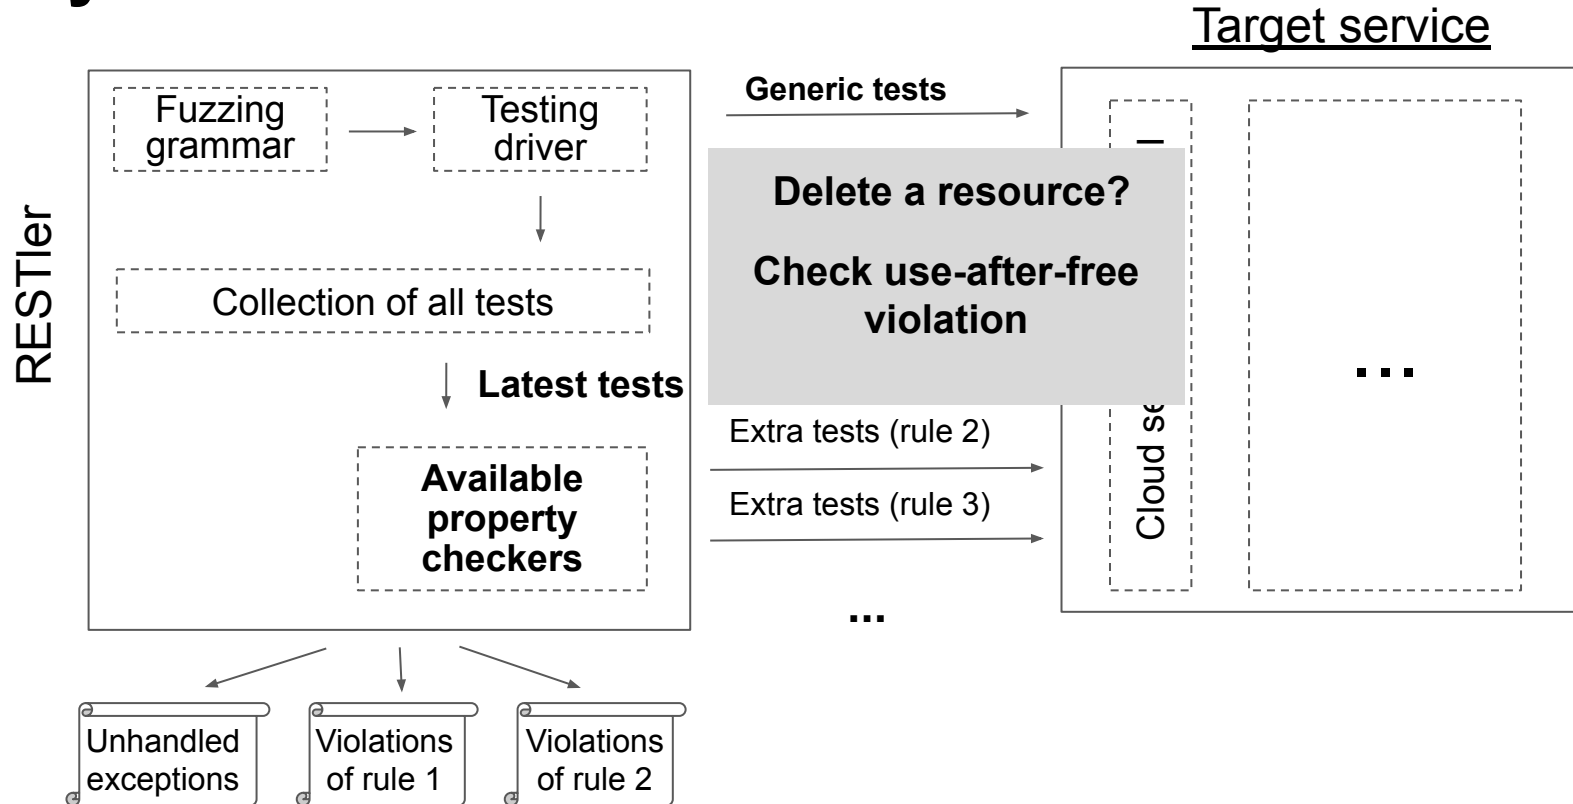 Target service
RESTler
Fuzzing
grammar
Testing
driver
Collection of all tests
Latest tests
Available
property
checkers
Generic tests
Delete a resource?
Check use-after-free
violation
Extra tests (rule 2)
Extra tests (rule 3)
...
Cloud se
...
Unhandled
exceptions
Violations
of rule 1
Violations
of rule 2